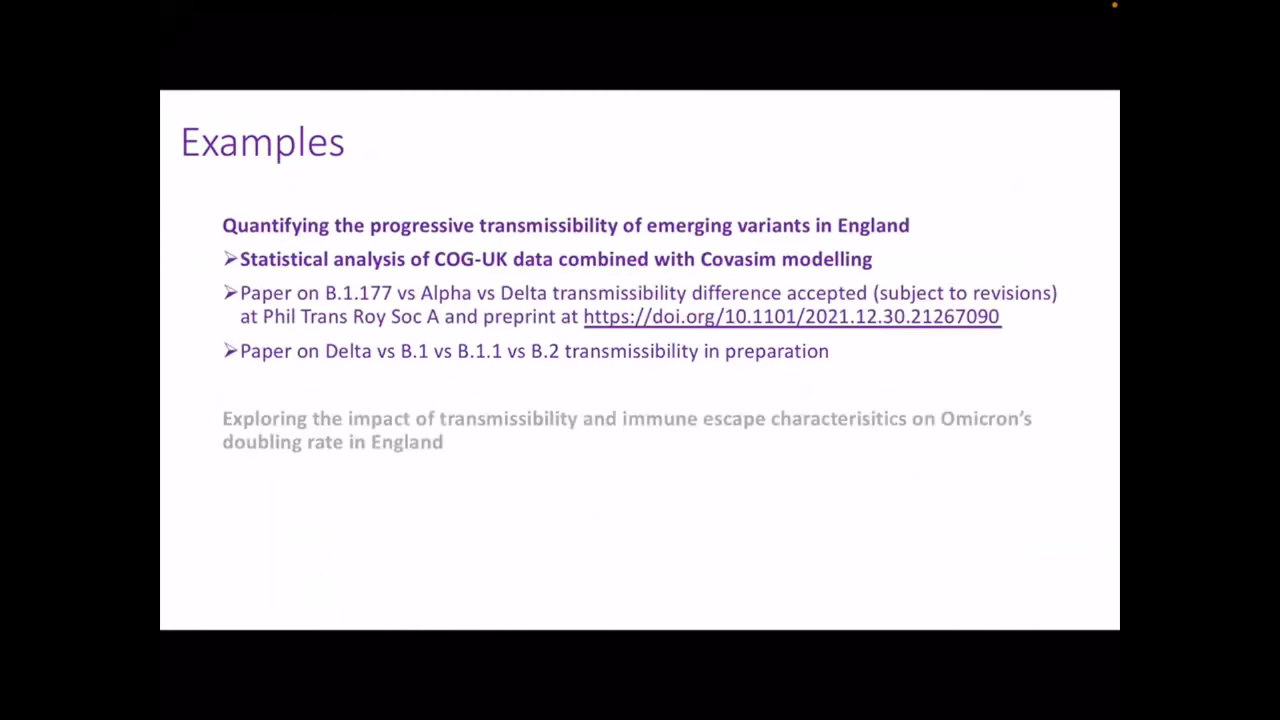 Examples
Quantifying the progressive transmissibility of emerging variants in England
➢Statistical analysis of COG-UK data combined with Covasim modelling
➢Paper on B.1.177 vs Alpha vs Delta transmissibility difference accepted (subject to revisions)
at Phil Trans Roy Soc A and preprint at https://doi.org/10.1101/2021.12.30.21267090
➢Paper on Delta vs B.1 vs B.1.1 vs B.2 transmissibility in preparation
Exploring the impact of transmissibility and immune escape characterisitics on Omicron’s
doubling rate in England